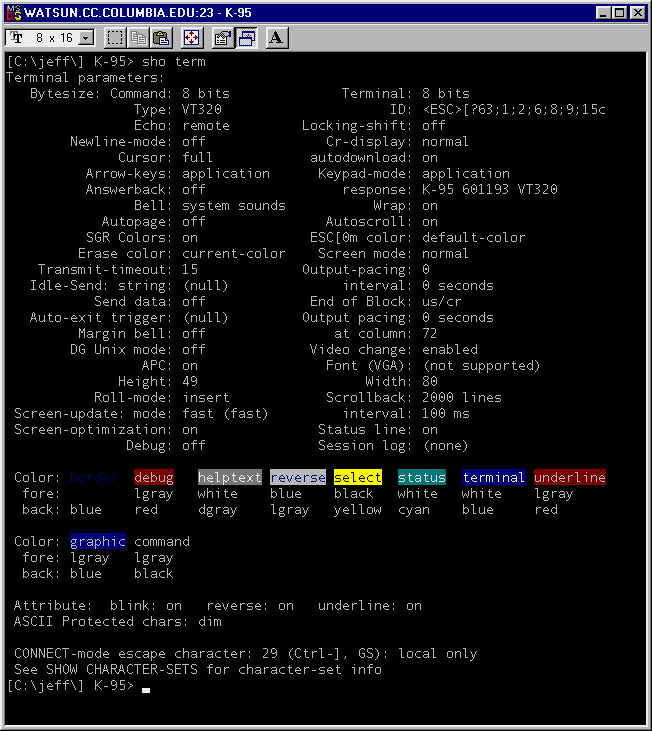 WATSUN.CC.COLUMBIA.EDU:23 - K-95
8 x 16
[C:\jeff\] K-95> sho term
Terminal parameters:
Bytesize: Command: 8 bits Terminal: 8 bits
Type: VT320 ID: <ESC>[?63;1;2;6;8;9;15c
Echo: remote Locking-shift: off
Newline-mode: off Cr-display: normal
Cursor: full autodownload: on
Arrow-keys: application Keypad-mode: application
Answerback: off response: K-95 601193 VT320
Bell: system sounds Wrap: on
Autopage: off Autoscroll: on
SGR Colors: on ESC[0m color: default-color
Erase color: current-color Screen mode: normal
Transmit-timeout: 15 Output-pacing: 0
Idle-Send: string: (null) interval: 0 seconds
Send data: off End of Block: us/cr
Auto-exit trigger: (null) Output pacing: 0 seconds
Margin bell: off at column: 72
DG Unix mode: off Video change: enabled
APC: on Font (VGA): (not supported)
Height: 49 Width: 80
Roll-mode: insert Scrollback: 2000 lines
Screen-update: mode: fast (fast) interval: 100 ms
Screen-optimization: on Status line: on
Debug: off Session log: (none)
Color: border debug helptext reverse select status terminal underline
fore: lgray white blue black white white lgray
back: blue red dgray lgray yellow cyan blue red
Color: graphic command
fore: lgray lgray
back: blue black
Attribute: blink: on reverse: on underline: on
ASCII Protected chars: dim
CONNECT-mode escape character: 29 (Ctrl-], GS): local only
See SHOW CHARACTER-SETS for character-set info
[C:\jeff\] K-95>